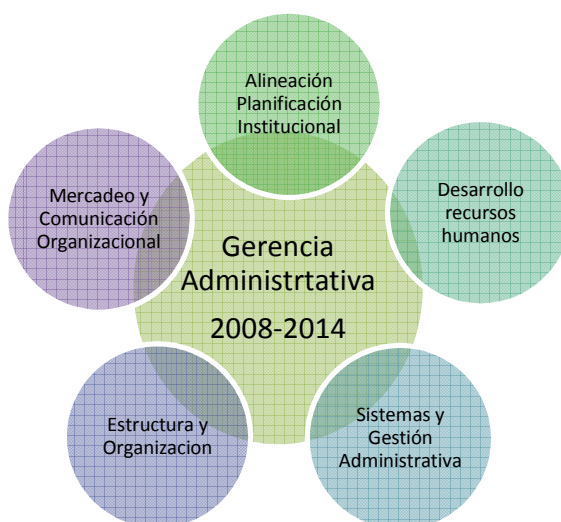 Alineación
Planificación
Institucional
Mercadeo y
Comunicación
Organizacional
Desarrollo
recursos
humanos
Gerencia
Administrtativa
2008-2014
Estructura y
Organizacion
Sistemas y
Gestión
Administrativa